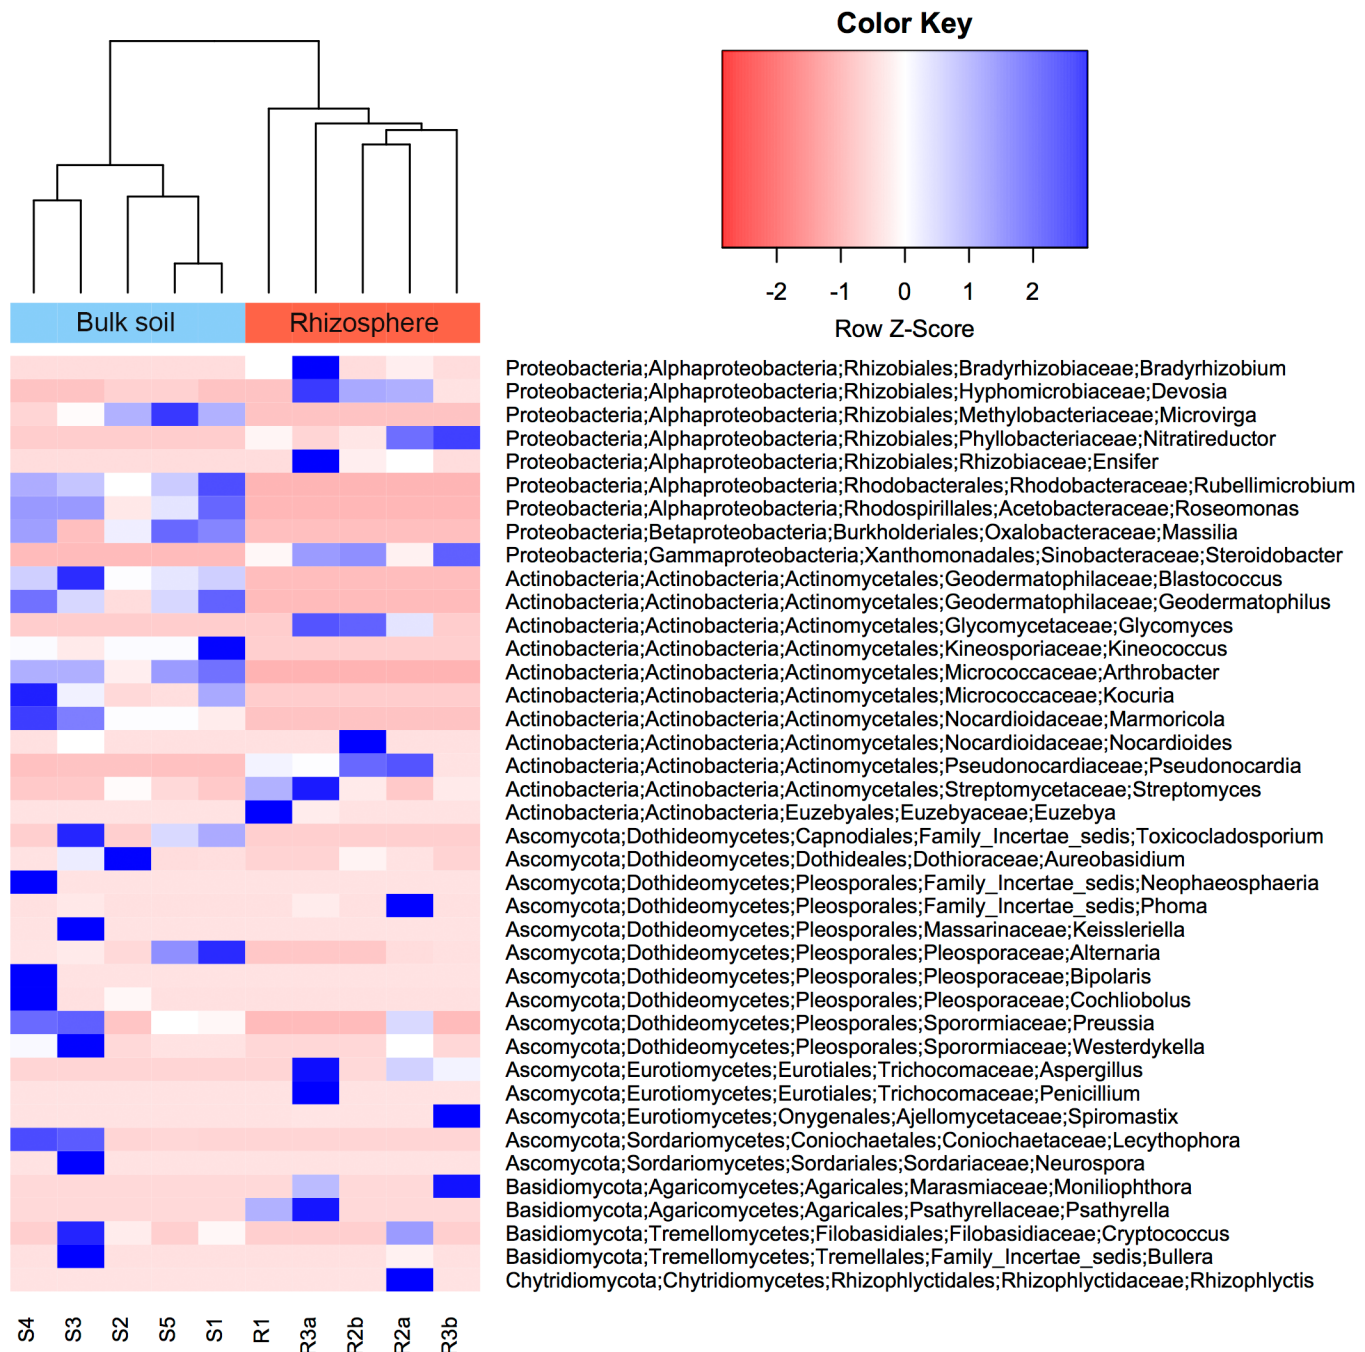 Color Key
-2 -1 0 1 2
Row Z-Score
Bulk soil Rhizosphere
Proteobacteria;Alphaproteobacteria;Rhizobiales;Bradyrhizobiaceae;Bradyrhizobium
Proteobacteria;Alphaproteobacteria;Rhizobiales;Hyphomicrobiaceae;Devosia
Proteobacteria;Alphaproteobacteria;Rhizobiales;Methylobacteriaceae;Microvirga
Proteobacteria;Alphaproteobacteria;Rhizobiales;Phyllobacteriaceae;Nitratireductor
Proteobacteria;Alphaproteobacteria;Rhizobiales;Rhizobiaceae;Ensifer
Proteobacteria;Alphaproteobacteria;Rhodobacterales;Rhodobacteraceae;Rubellimicrobium
Proteobacteria;Alphaproteobacteria;Rhodospirillales;Acetobacteraceae;Roseomonas
Proteobacteria;Betaproteobacteria;Burkholderiales;Oxalobacteraceae;Massilia
Proteobacteria;Gammaproteobacteria;Xanthomonadales;Sinobacteraceae;Steroidobacter
Actinobacteria;Actinobacteria;Actinomycetales;Geodermatophilaceae;Blastococcus
Actinobacteria;Actinobacteria;Actinomycetales;Geodermatophilaceae;Geodermatophilus
Actinobacteria;Actinobacteria;Actinomycetales;Glycomycetaceae;Glycomyces
Actinobacteria;Actinobacteria;Actinomycetales;Kineosporiaceae;Kineococcus
Actinobacteria;Actinobacteria;Actinomycetales;Micrococcaceae;Arthrobacter
Actinobacteria;Actinobacteria;Actinomycetales;Micrococcaceae;Kocuria
Actinobacteria;Actinobacteria;Actinomycetales;Nocardioidaceae;Marmoricola
Actinobacteria;Actinobacteria;Actinomycetales;Nocardioidaceae;Nocardioides
Actinobacteria;Actinobacteria;Actinomycetales;Pseudonocardiaceae;Pseudonocardia
Actinobacteria;Actinobacteria;Actinomycetales;Streptomycetaceae;Streptomyces
Actinobacteria;Actinobacteria;Euzebyales;Euzebyaceae;Euzebya
Ascomycota;Dothideomycetes;Capnodiales;Family_Incertae_sedis;Toxicocladosporium
Ascomycota;Dothideomycetes;Dothideales;Dothioraceae;Aureobasidium
Ascomycota;Dothideomycetes;Pleosporales;Family_Incertae_sedis;Neophaeosphaeria
Ascomycota;Dothideomycetes;Pleosporales;Family_Incertae_sedis;Phoma
Ascomycota;Dothideomycetes;Pleosporales;Massarinaceae;Keissleriella
Ascomycota;Dothideomycetes;Pleosporales;Pleosporaceae;Alternaria
Ascomycota;Dothideomycetes;Pleosporales;Pleosporaceae;Bipolaris
Ascomycota;Dothideomycetes;Pleosporales;Pleosporaceae;Cochliobolus
Ascomycota;Dothideomycetes;Pleosporales;Sporormiaceae;Preussia
Ascomycota;Dothideomycetes;Pleosporales;Sporormiaceae;Westerdykella
Ascomycota;Eurotiomycetes;Eurotiales;Trichocomaceae;Aspergillus
Ascomycota;Eurotiomycetes;Eurotiales;Trichocomaceae;Penicillium
Ascomycota;Eurotiomycetes;Onygenales;Ajellomycetaceae;Spiromastix
Ascomycota;Sordariomycetes;Coniochaetales;Coniochaetaceae;Lecythophora
Ascomycota;Sordariomycetes;Sordariales;Sordariaceae;Neurospora
Basidiomycota;Agaricomycetes;Agaricales;Marasmiaceae;Moniliophthora
Basidiomycota;Agaricomycetes;Agaricales;Psathyrellaceae;Psathyrella
Basidiomycota;Tremellomycetes;Filobasidiales;Filobasidiaceae;Cryptococcus
Basidiomycota;Tremellomycetes;Tremellales;Family_Incertae_sedis;Bullera
Chytridiomycota;Chytridiomycetes;Rhizophlyctidales;Rhizophlyctidaceae;Rhizophlyctis
S4 S3 S2 S5 S1 R1 R3a R2b R2a R3b